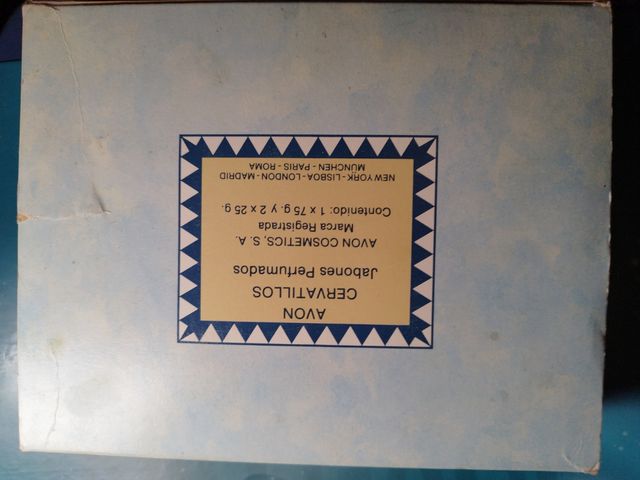 AVON
CERVATILLOS
Jabones Perfumados
AVON COSMETICS, S. A.
Marca Registrada
Contenido: 1 x 75 g. y 2 x 25 g.
NEW YORK - LISBOA - LONDON - MADRID
MÜNCHEN - PARIS - ROMA